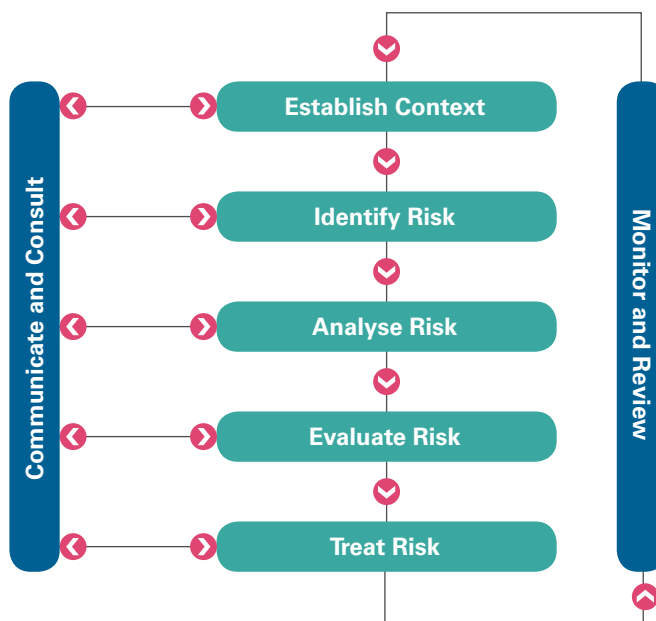 Communicate and Consult
Establish Context
Identify Risk
Analyse Risk
Evaluate Risk
Treat Risk
Monitor and Review